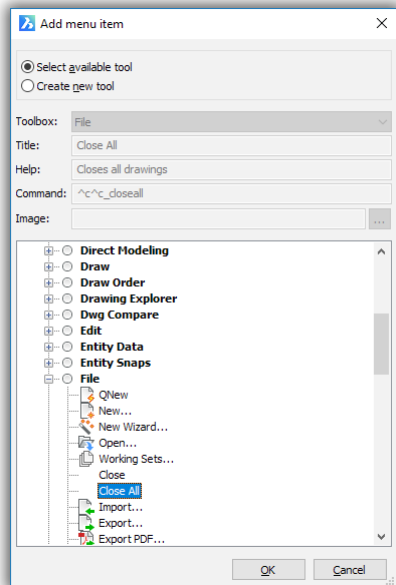 Add menu item
Select available tool
Create new tool
Toolbox: File
Title: Close All
Help: Closes all drawings
Command: ^c^c_closeall
Image: ...
Direct Modeling
Draw
Draw Order
Drawing Explorer
Dwg Compare
Edit
Entity Data
Entity Snaps
File
QNew
New...
New Wizard...
Open...
Working Sets...
Close
Close All
Import...
Export...
Export PDF...
OK Cancel